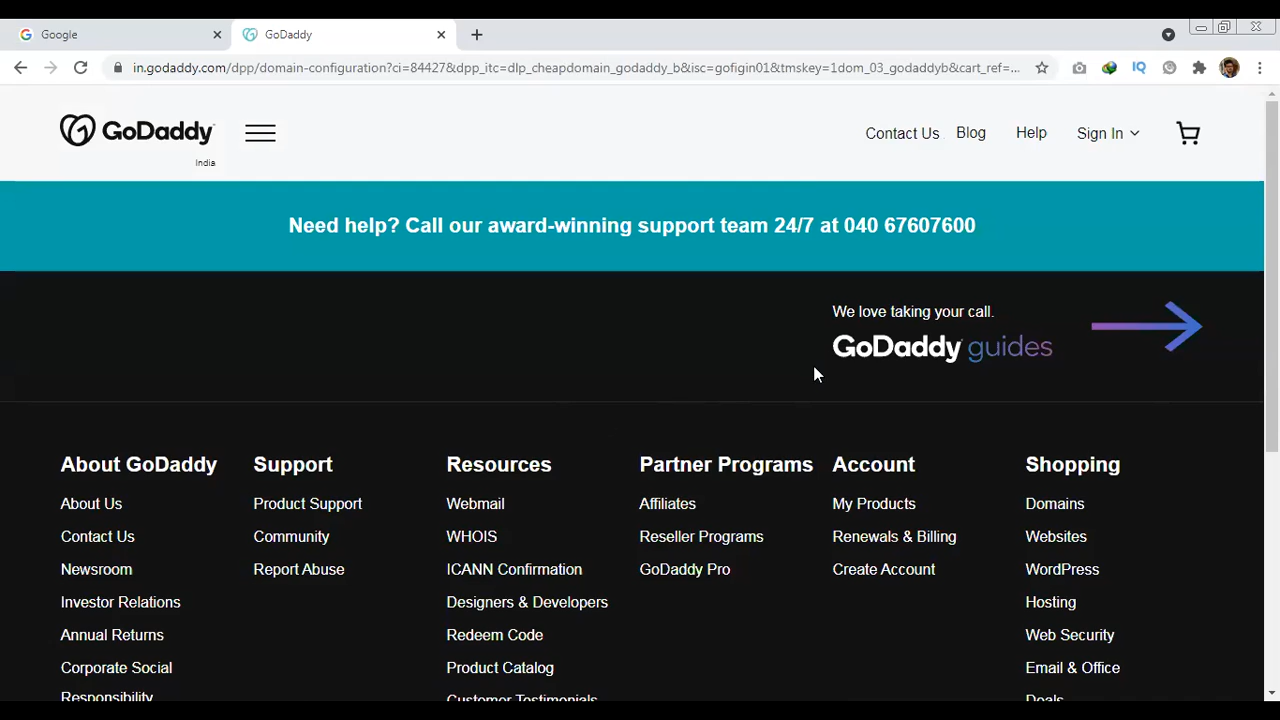 Google
GoDaddy
in.godaddy.com/dpp/domain-configuration?ci=84427&dpp_itc=dlp_cheapdomain_godaddy_b&isc=gofigin01&tmskey=1dom_03_godaddyb&cart_ref=...
IQ
GoDaddy
India
Contact Us Blog Help Sign In
Need help? Call our award-winning support team 24/7 at 040 67607600
We love taking your call.
GoDaddy guides
About GoDaddy
About Us
Contact Us
Newsroom
Investor Relations
Annual Returns
Corporate Social
Responsibility
Support
Product Support
Community
Report Abuse
Resources
Webmail
WHOIS
ICANN Confirmation
Designers & Developers
Redeem Code
Product Catalog
Customer Testimonials
Partner Programs
Affiliates
Reseller Programs
GoDaddy Pro
Account
My Products
Renewals & Billing
Create Account
Shopping
Domains
Websites
WordPress
Hosting
Web Security
Email & Office
Deals